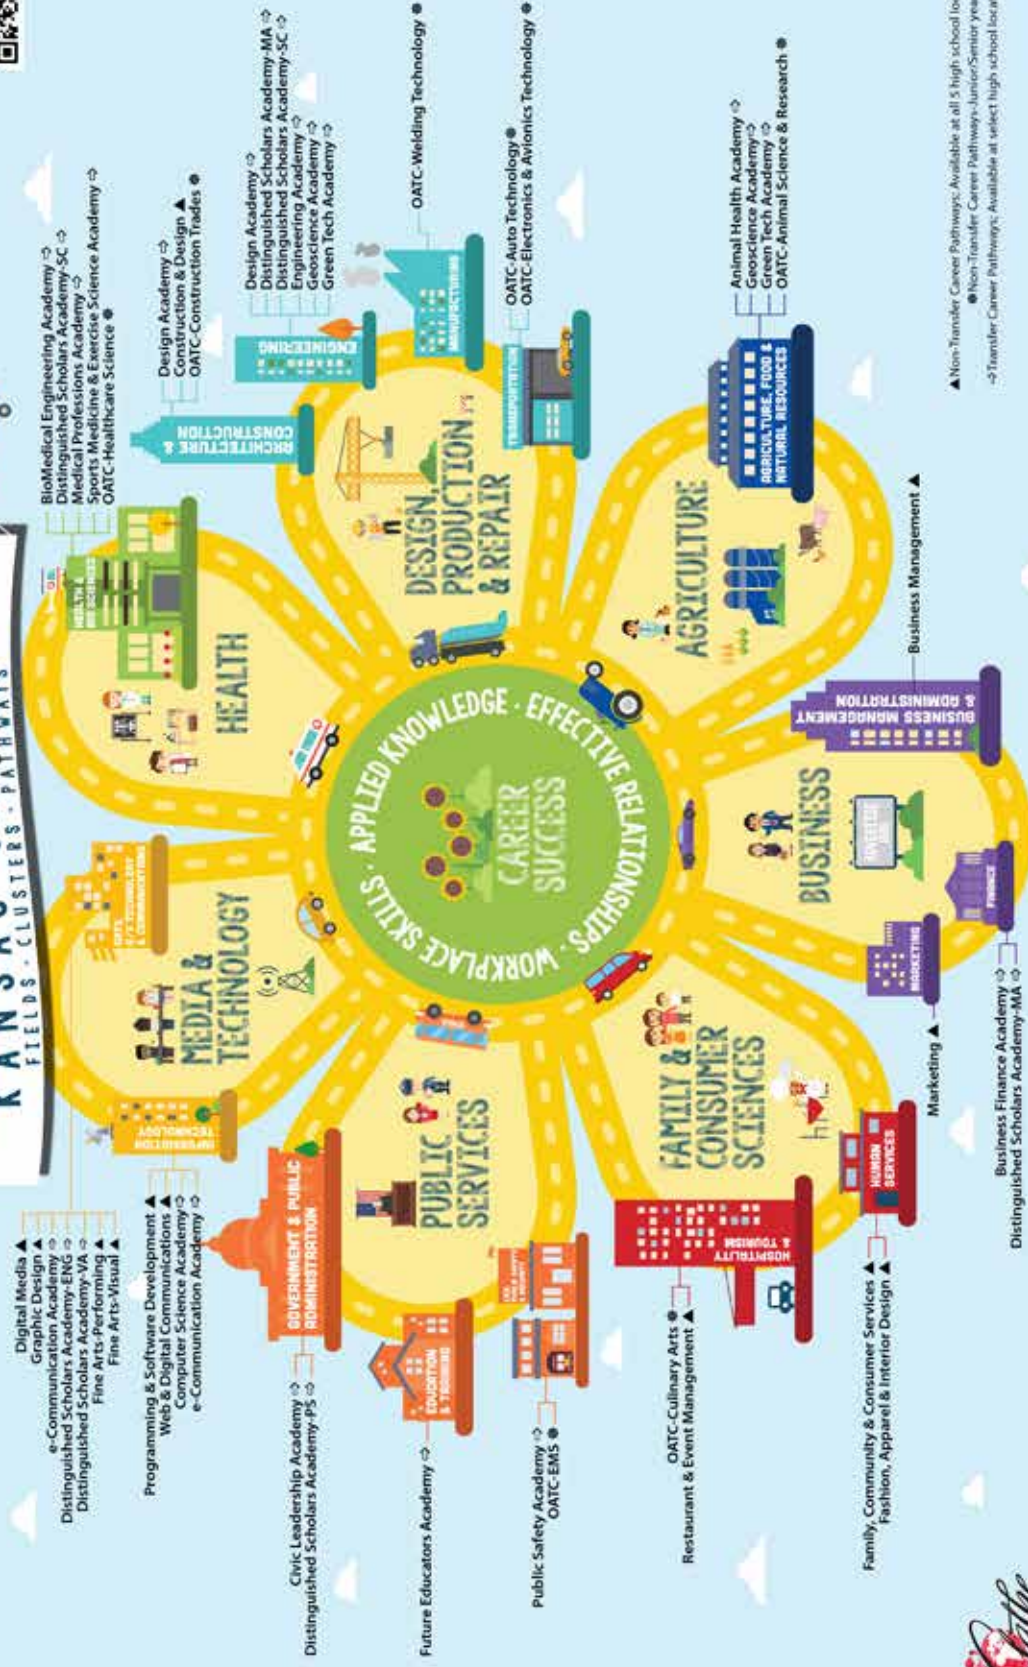 KANSAS
FIELDS · CLUSTERS · PATHWAYS
Digital Media ▲
Graphic Design ▲
e-Communication Academy ⇨
Distinguished Scholars Academy-ENG ⇨
Distinguished Scholars Academy-VA ⇨
Fine Arts-Performing ▲
Fine Arts-Visual ▲
ARTS,
A/V TECHNOLOGY
& COMMUNICATIONS
Programming & Software Development ▲
Web & Digital Communications ▲
Computer Science Academy ⇨
e-Communication Academy ⇨
INFORMATION
TECHNOLOGY
MEDIA &
TECHNOLOGY
BioMedical Engineering Academy ⇨
Distinguished Scholars Academy-SC ⇨
Medical Professions Academy ⇨
Sports Medicine & Exercise Science Academy ⇨
OATC-Healthcare Science ●
HEALTH &
BIO SCIENCES
HEALTH
Design Academy ⇨
Construction & Design ▲
OATC-Construction Trades ●
ARCHITECTURE &
CONSTRUCTION
Design Academy ⇨
Distinguished Scholars Academy-MA ⇨
Distinguished Scholars Academy-SC ⇨
Engineering Academy ⇨
Geoscience Academy ⇨
Green Tech Academy ⇨
ENGINEERING
OATC-Welding Technology ●
MANUFACTURING
DESIGN,
PRODUCTION
& REPAIR
OATC-Auto Technology ●
OATC-Electronics & Avionics Technology ●
TRANSPORTATION
Civic Leadership Academy ⇨
Distinguished Scholars Academy-PS ⇨
GOVERNMENT & PUBLIC
ADMINISTRATION
Future Educators Academy ⇨
EDUCATION
& TRAINING
PUBLIC
SERVICES
Public Safety Academy ⇨
OATC-EMS ●
APPLIED KNOWLEDGE · EFFECTIVE RELATIONSHIPS · WORKPLACE SKILLS ·
CAREER
SUCCESS
AGRICULTURE
Animal Health Academy ⇨
Geoscience Academy ⇨
Green Tech Academy ⇨
OATC-Animal Science & Research ●
AGRICULTURE, FOOD &
NATURAL RESOURCES
OATC-Culinary Arts ●
Restaurant & Event Management ▲
HOSPITALITY
& TOURISM
FAMILY &
CONSUMER
SCIENCES
Family, Community & Consumer Services ▲
Fashion, Apparel & Interior Design ▲
HUMAN
SERVICES
BUSINESS
BUSINESS MANAGEMENT
& ADMINISTRATION
Business Management ▲
Marketing ▲
MARKETING
FINANCE
Business Finance Academy ⇨
Distinguished Scholars Academy-MA ⇨
▲Non-Transfer Career Pathways; Available at all 5 high school
●Non-Transfer Career Pathways-Junior/Senior
⇨Transfer Career Pathways; Available at select high school